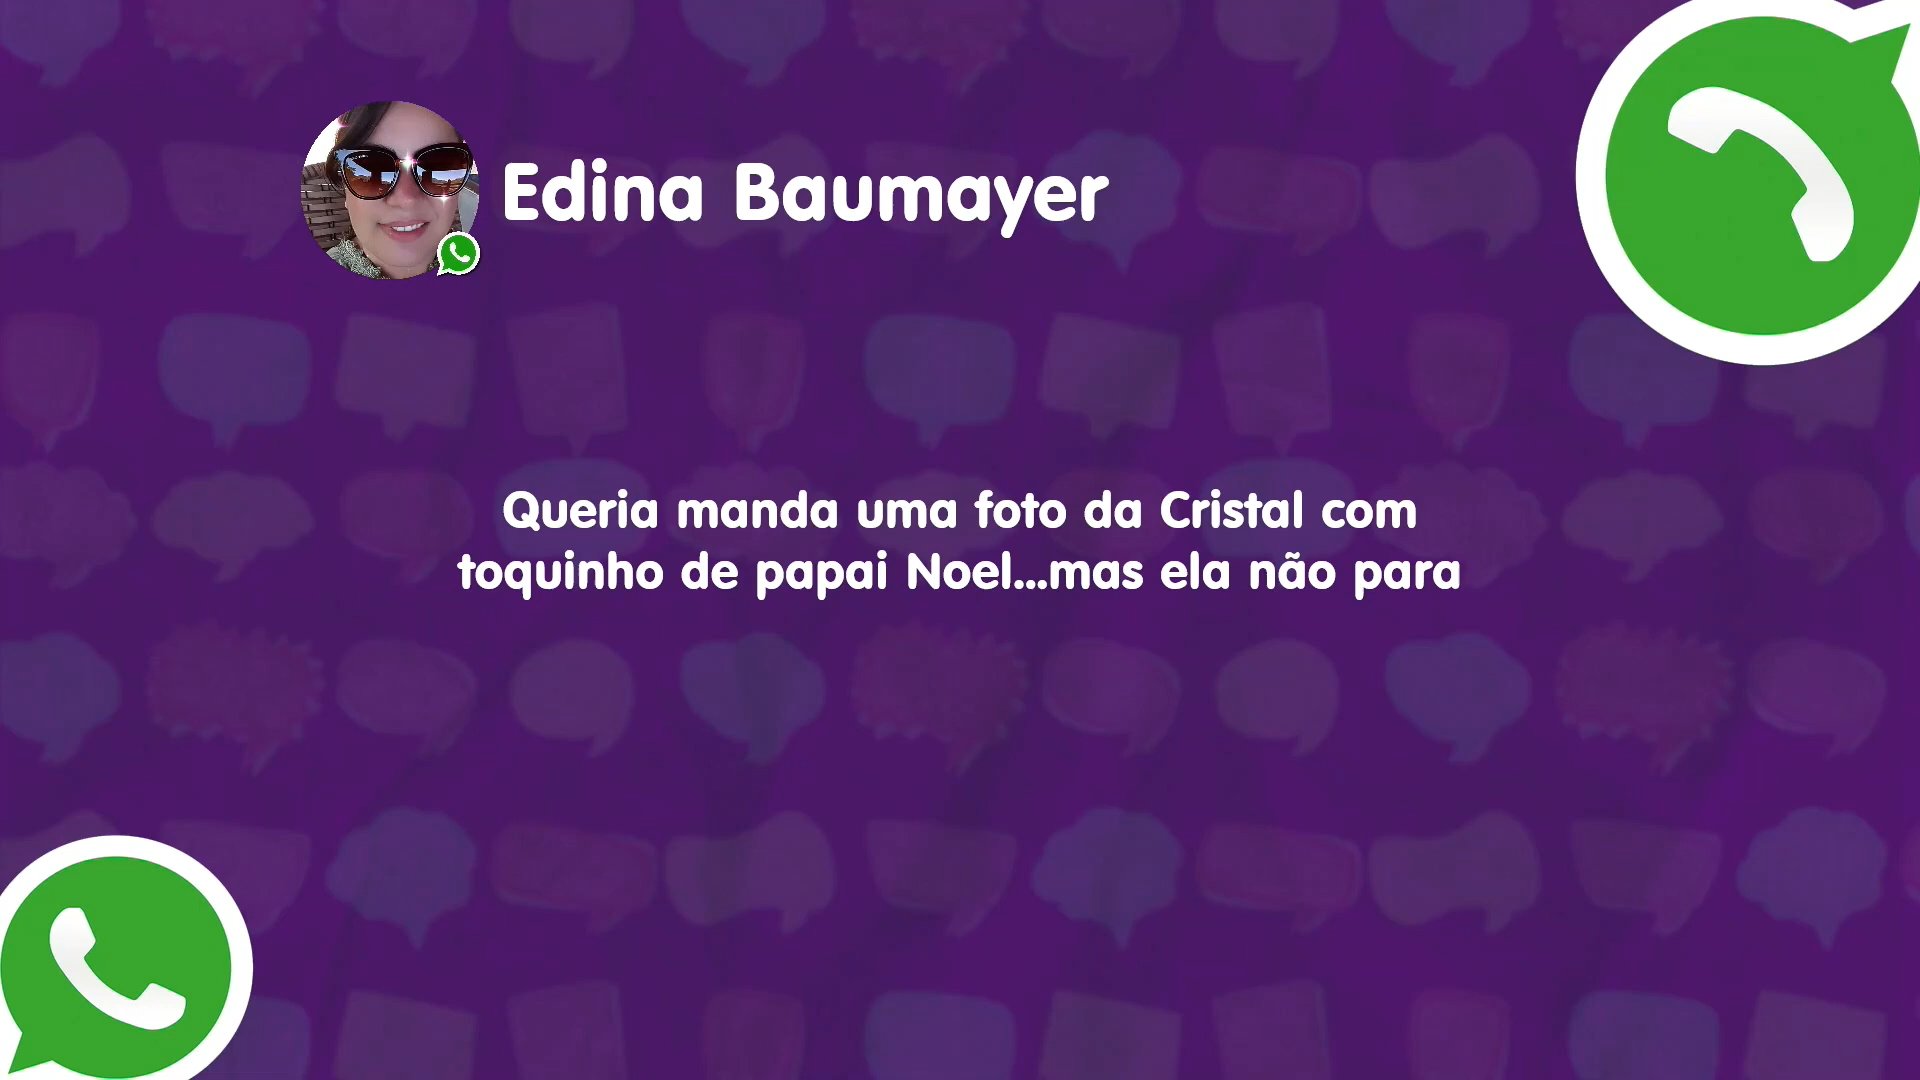 Edina Baumayer
Queria manda uma foto da Cristal com
toquinho de papai Noel...mas ela não para